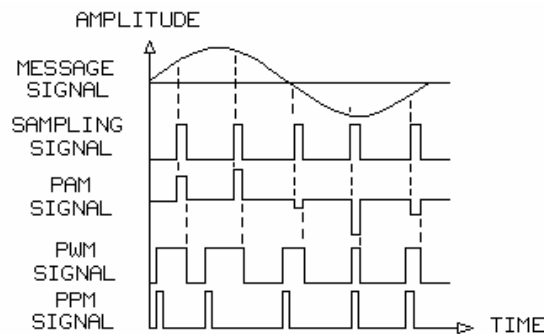 AMPLITUDE
MESSAGE
SIGNAL
SAMPLING
SIGNAL
PAM
SIGNAL
PWM
SIGNAL
PPM
SIGNAL
TIME